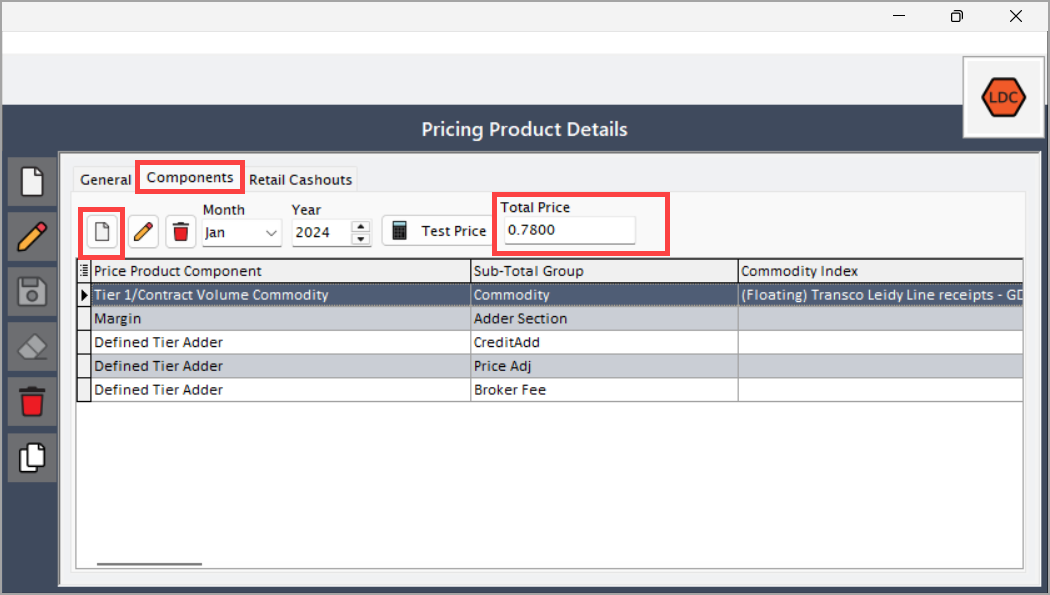 LDC
Pricing Product Details
General Components Retail Cashouts
Month Year Total Price
Jan 2024 Test Price 0.7800
Price Product Component Sub-Total Group Commodity Index
Tier 1/Contract Volume Commodity Commodity (Floating) Transco Leidy Line receipts - GD
Margin Adder Section
Defined Tier Adder CreditAdd
Defined Tier Adder Price Adj
Defined Tier Adder Broker Fee